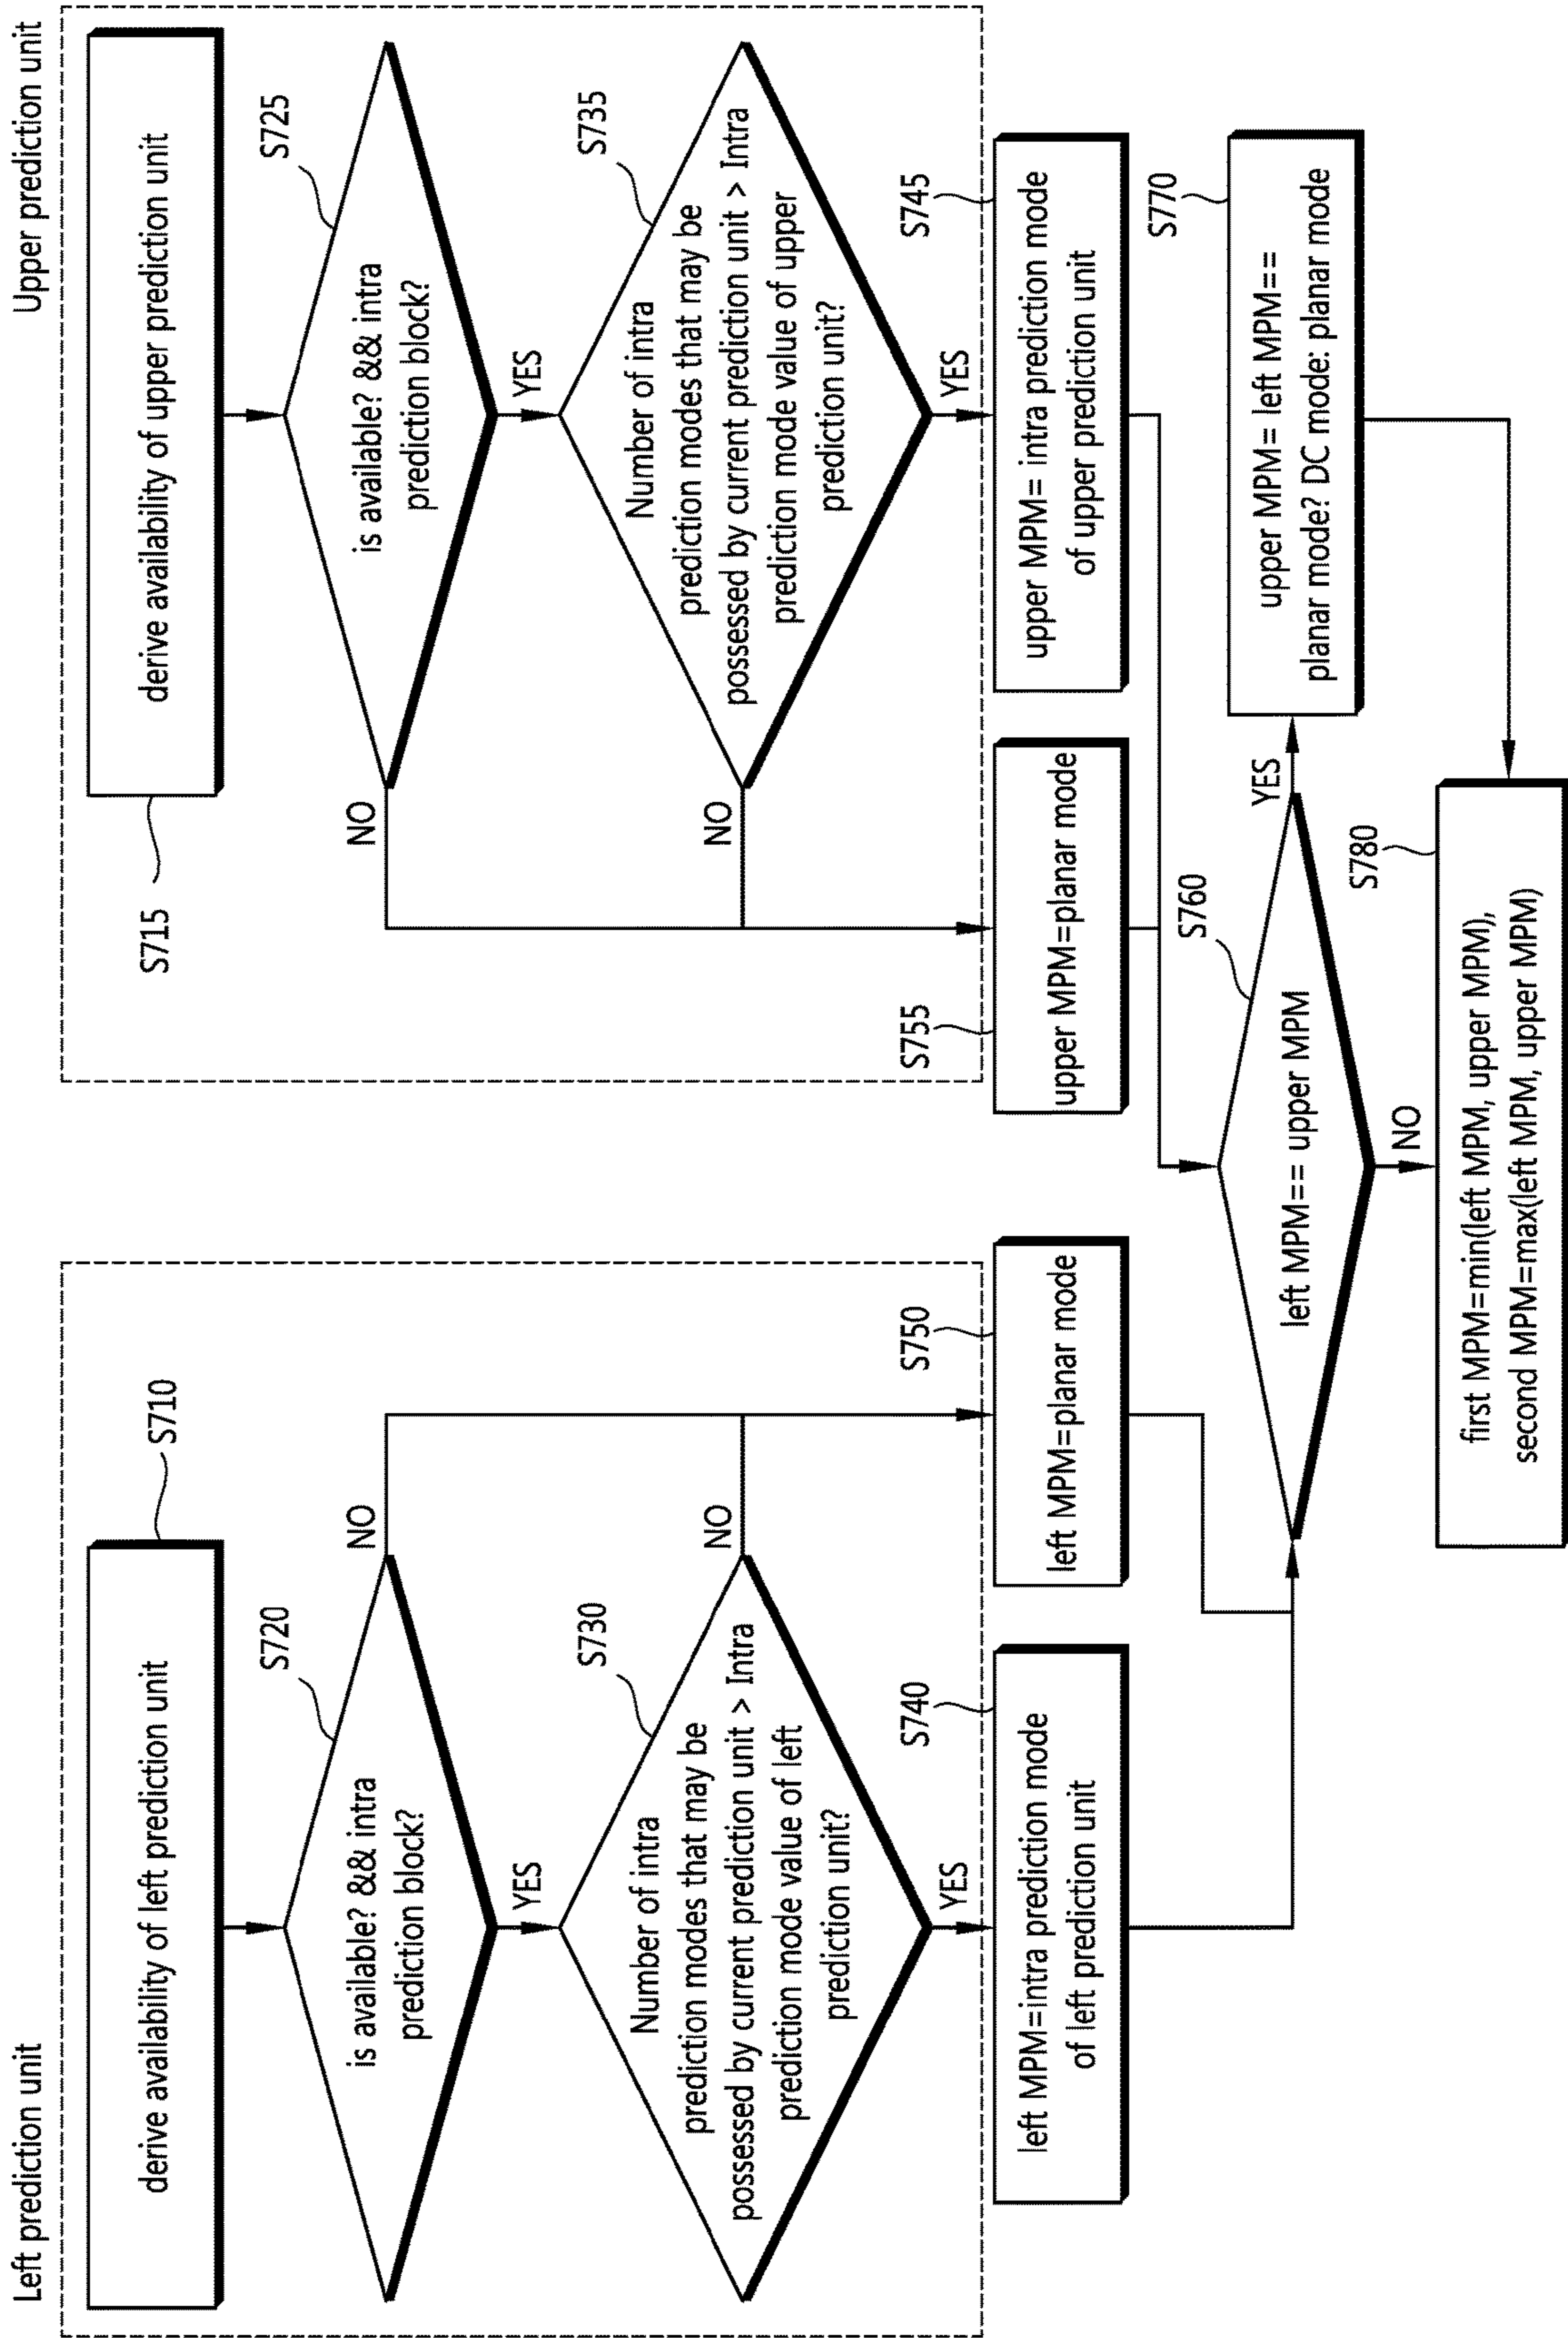 Left prediction unit
S710
derive availability of left prediction unit
S720
is available? && intra
prediction block?
NO
YES
S730
Number of intra
prediction modes that may be
possessed by current prediction unit > Intra
prediction mode value of left
prediction unit?
NO
YES
S740
left MPM=intra prediction mode
of left prediction unit
S750
left MPM=planar mode
Upper prediction unit
S715
derive availability of upper prediction unit
S725
is available? && intra
prediction block?
NO
YES
S735
Number of intra
prediction modes that may be
possessed by current prediction unit > Intra
prediction mode value of upper
prediction unit?
NO
YES
S755
upper MPM=planar mode
S745
upper MPM= intra prediction mode
of upper prediction unit
S760
left MPM== upper MPM
YES
NO
S770
upper MPM= left MPM==
planar mode? DC mode: planar mode
S780
first MPM=min(left MPM, upper MPM),
second MPM=max(left MPM, upper MPM)